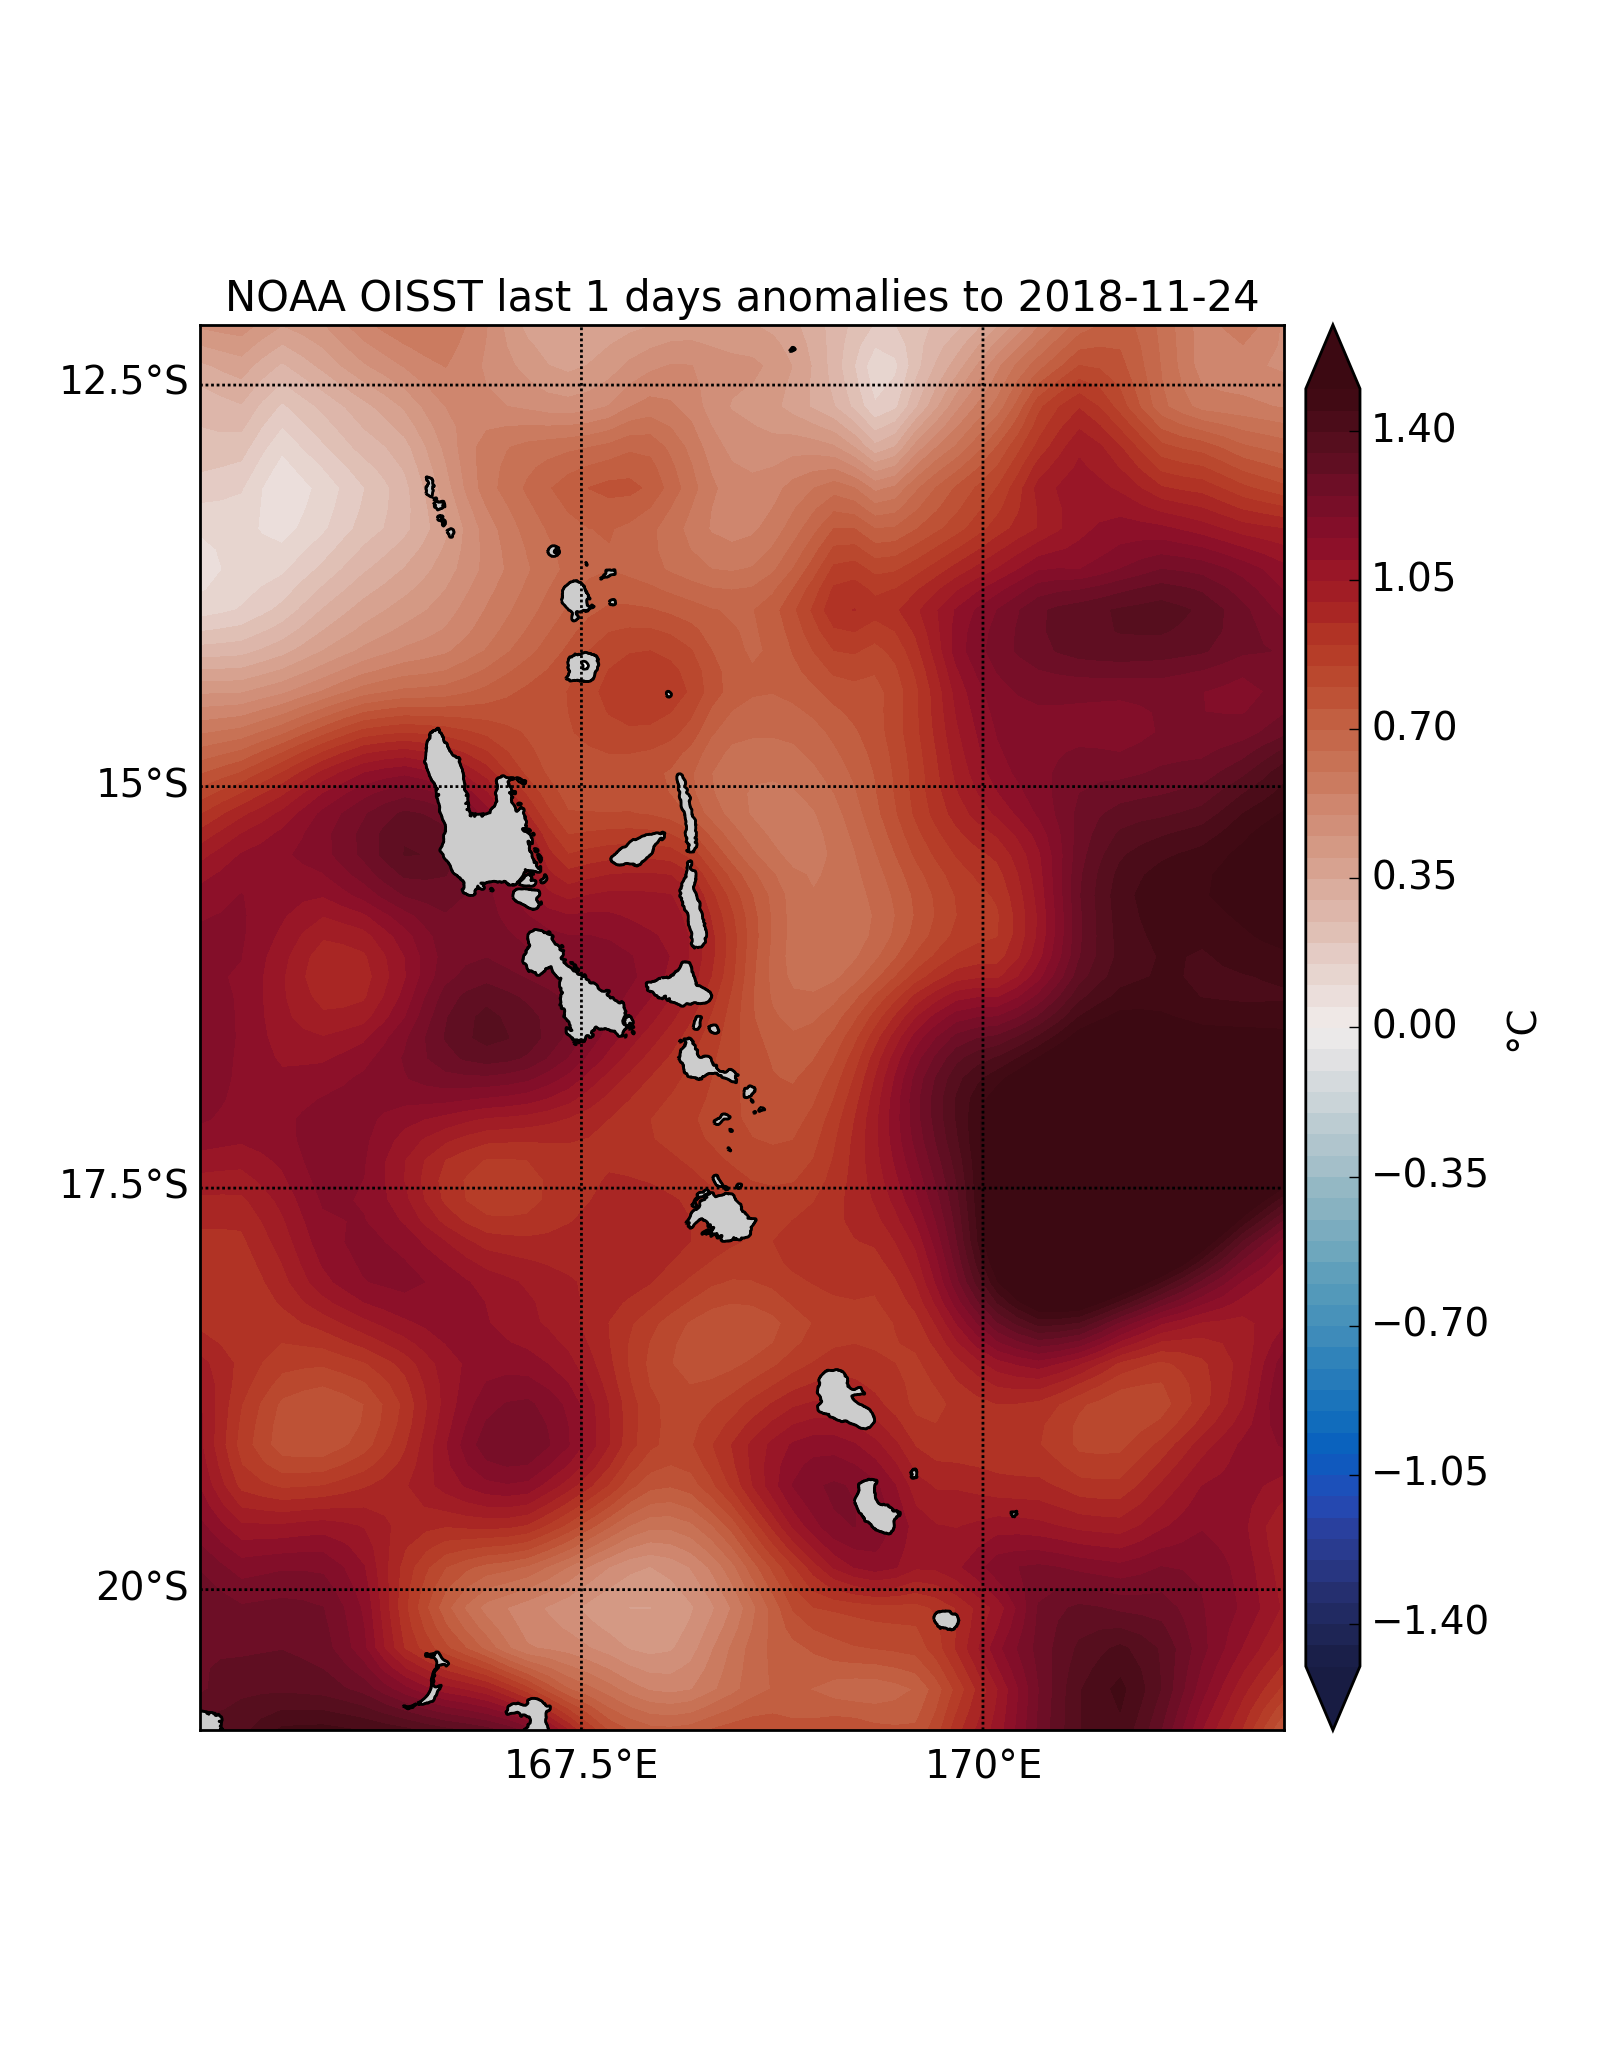 NOAA OISST last 1 days anomalies to 2018-11-24
12.5°S
15°S
17.5°S
20°S
167.5°E
170°E
1.40
1.05
0.70
0.35
0.00
−0.35
−0.70
−1.05
−1.40
°C